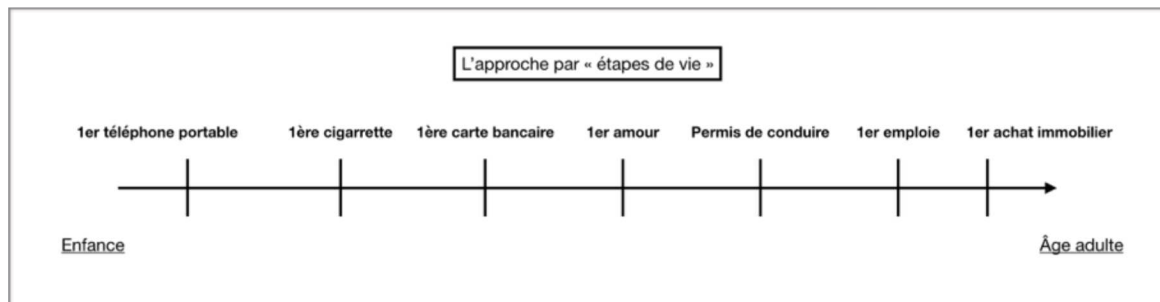 L'approche par « étapes de vie »
1er téléphone portable 1ère cigarrette 1ère carte bancaire 1er amour Permis de conduire 1er emploie 1er achat immobilier
Enfance Âge adulte